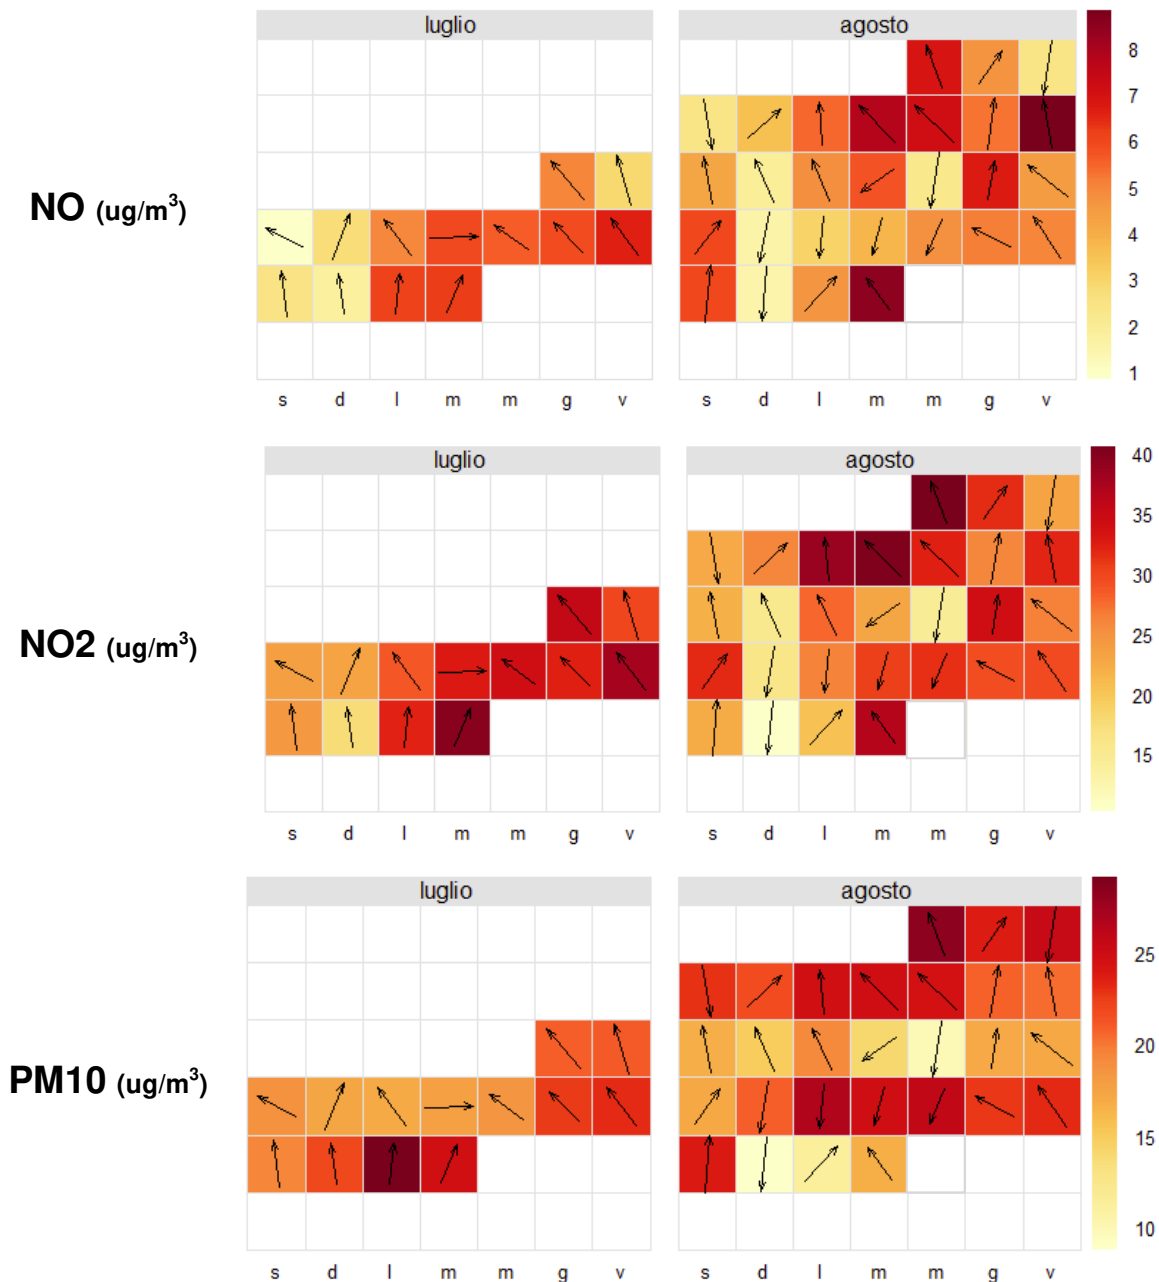 luglio agosto
8
7
6
NO (ug/m³)
5
4
3
2
1
s d l m m g v s d l m m g v
luglio agosto
40
35
30
NO2 (ug/m³)
25
20
15
s d l m m g v s d l m m g v
luglio agosto
25
20
PM10 (ug/m³)
15
10
s d l m m g v s d l m m g v